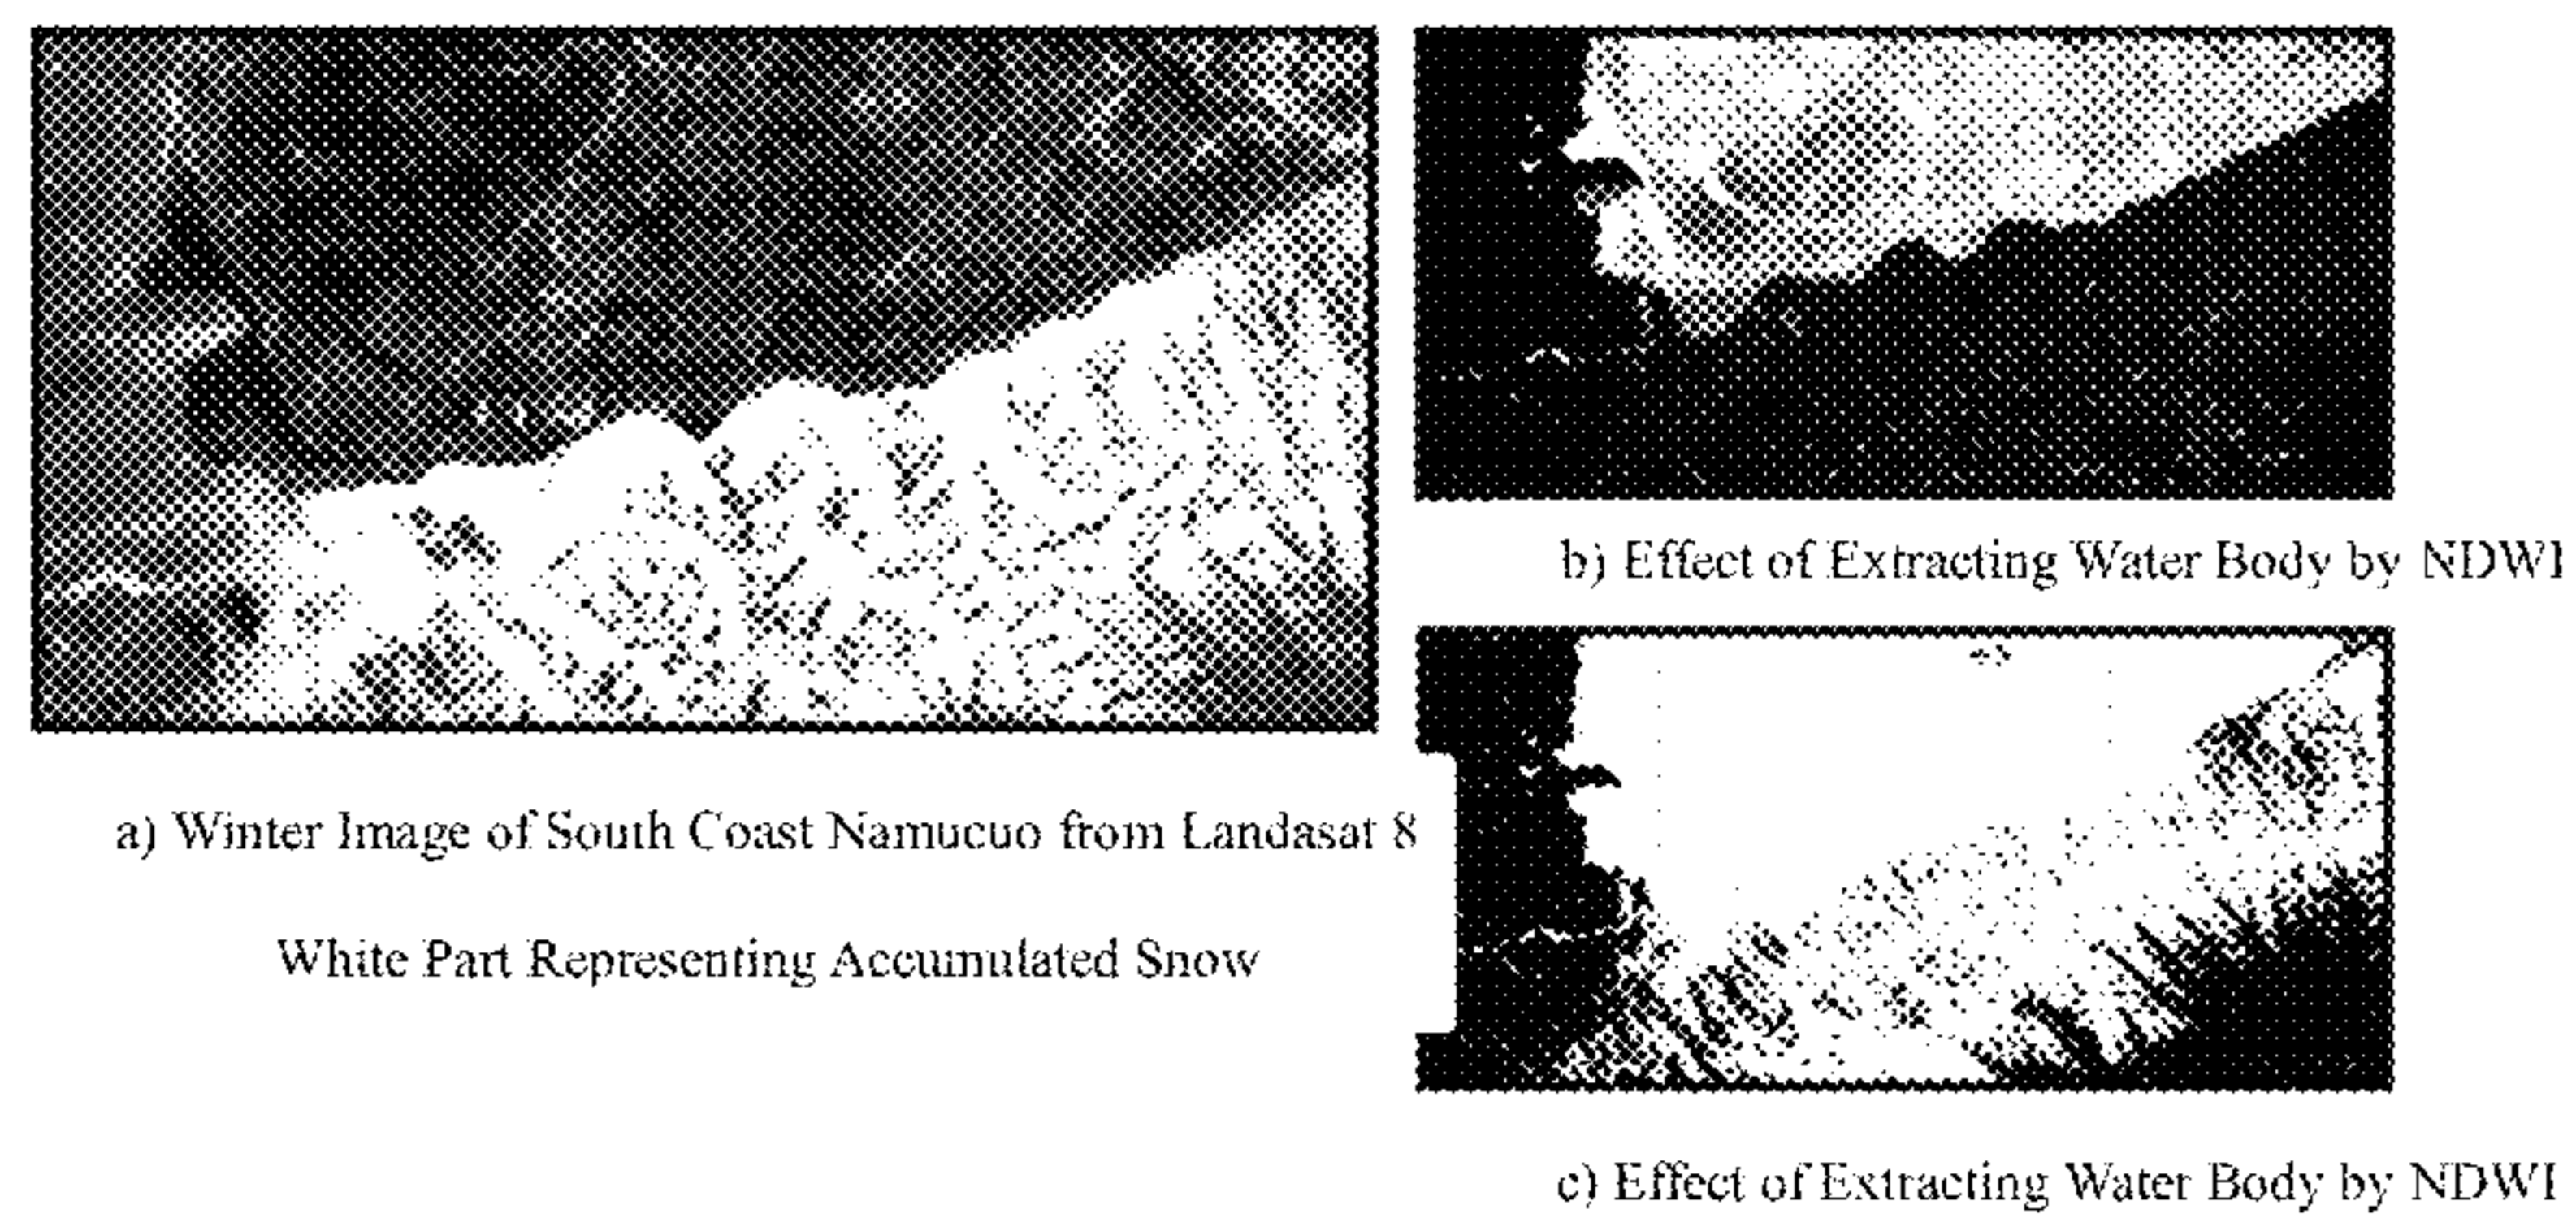 a) Winter Image of South Coast Namucuo from Landasat 8
White Part Representing Accumulated Snow
b) Effect of Extracting Water Body by NDWI
c) Effect of Extracting Water Body by NDWI